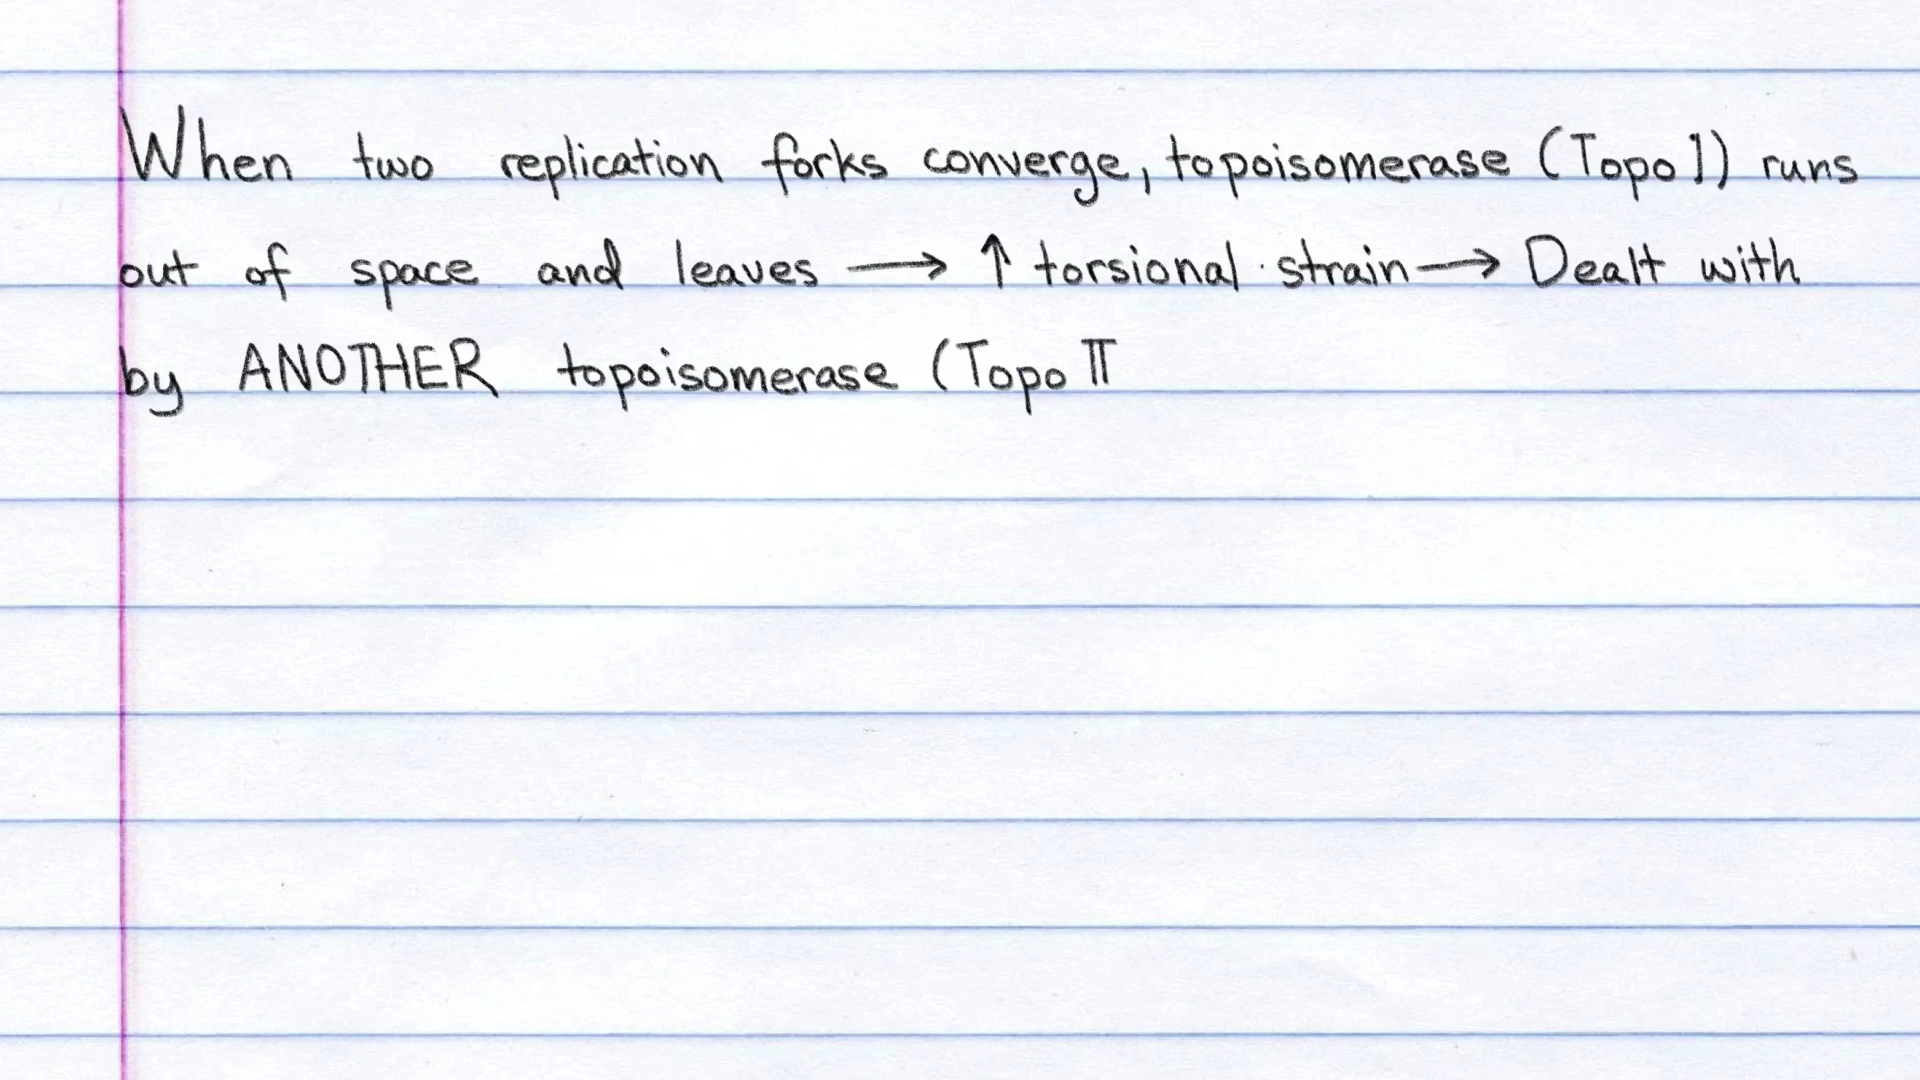 When two replication forks converge, topoisomerase (Topo I) runs
out of space and leaves → ↑ torsional strain → Dealt with
by ANOTHER topoisomerase (Topo II